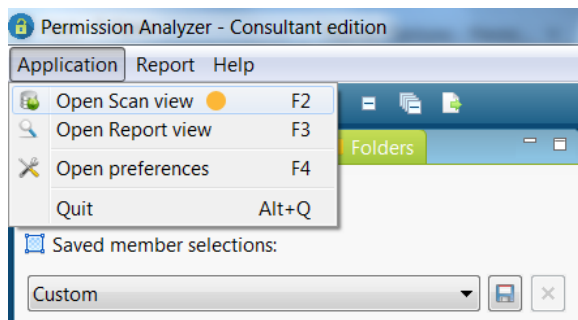 Permission Analyzer - Consultant edition
Application Report Help
Open Scan view F2
Open Report view F3
Folders
Open preferences F4
Quit Alt+Q
Saved member selections:
Custom